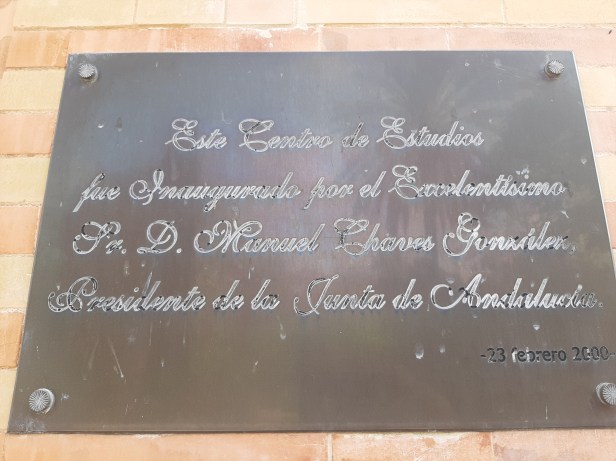 Este Centro de Estudios
fue Inaugurado por el Excelentísimo
Sr. D. Manuel Chaves González,
Presidente de la Junta de Andalucía.
-23 febrero 2000-